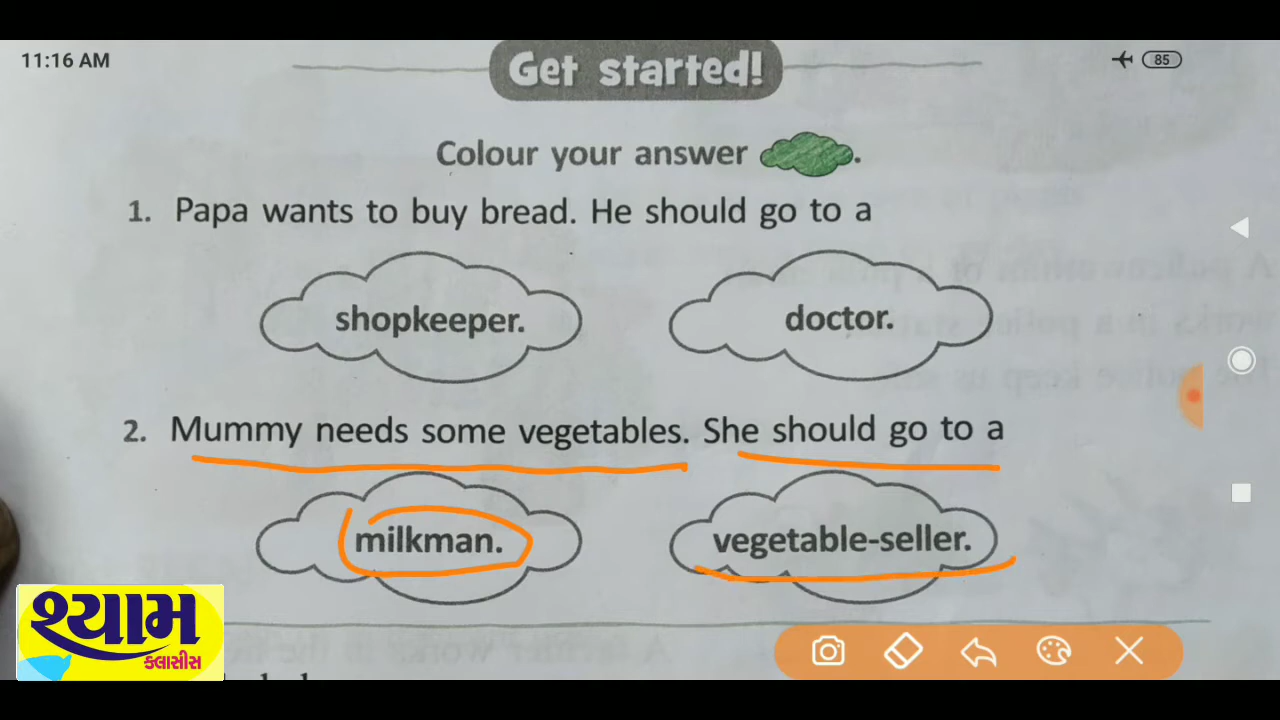 11:16 AM
85
Get started!
Colour your answer .
1. Papa wants to buy bread. He should go to a
shopkeeper. doctor.
2. Mummy needs some vegetables. She should go to a
milkman. vegetable-seller.
શ્યામ
કલાસીસ